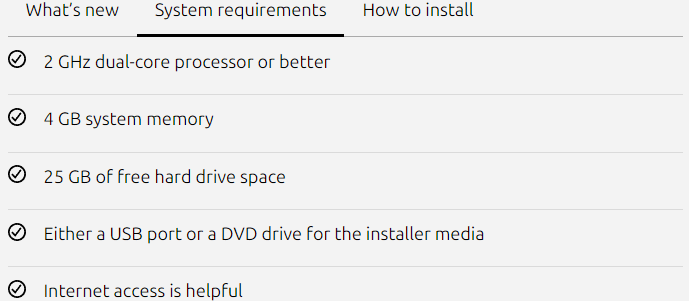 What's new System requirements How to install
2 GHz dual-core processor or better
4 GB system memory
25 GB of free hard drive space
Either a USB port or a DVD drive for the installer media
Internet access is helpful